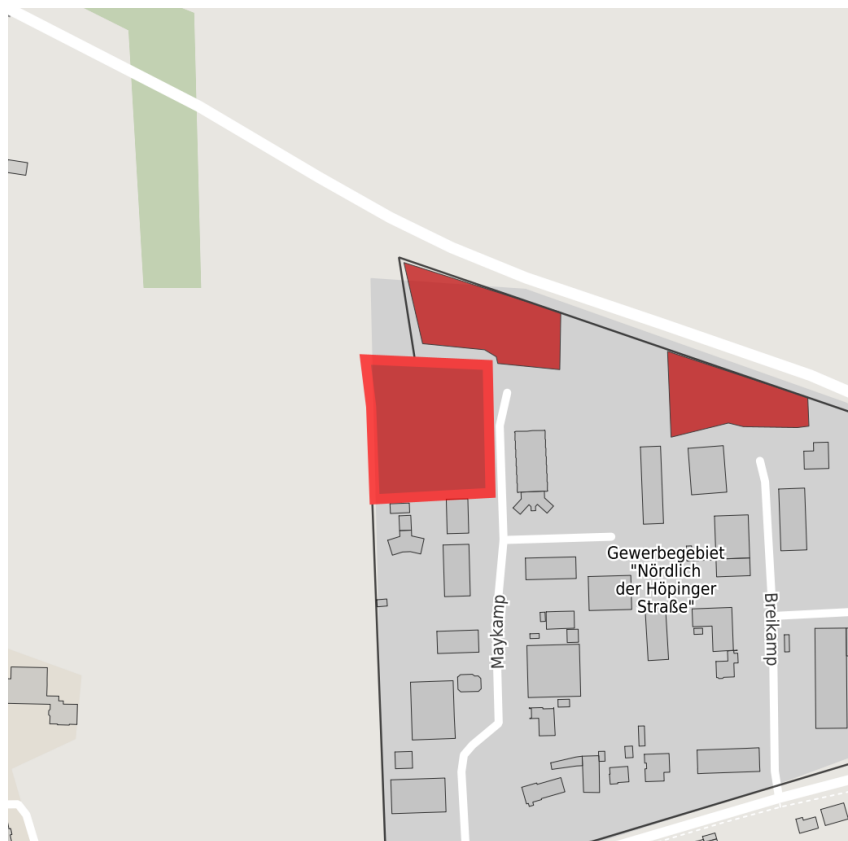 Gewerbegebiet
"Nördlich
der Höpinger
Straße"
Maykamp
Breikamp